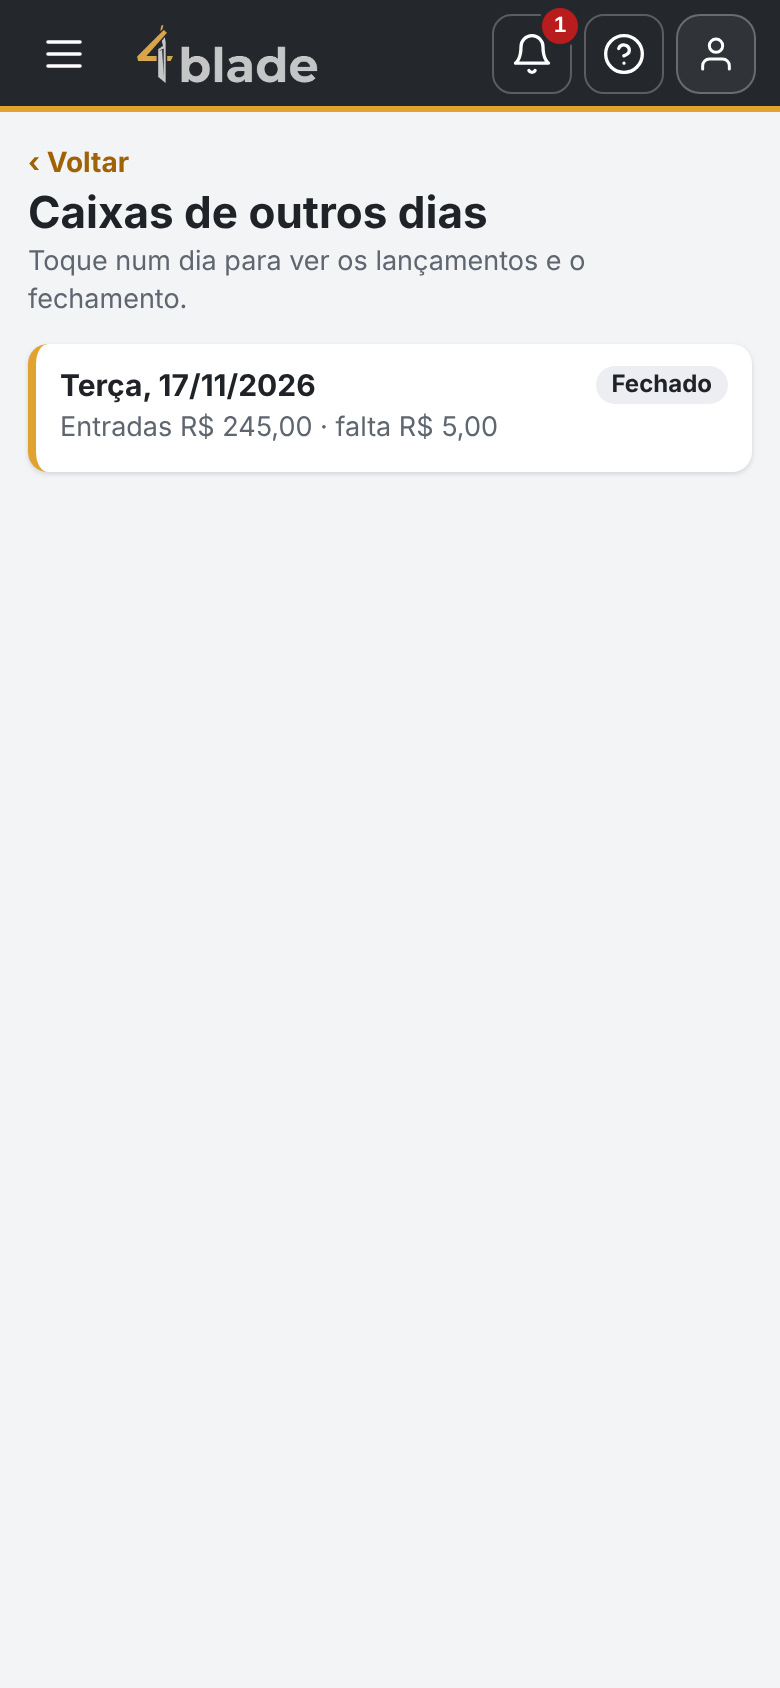 1
4blade
‹ Voltar
Caixas de outros dias
Toque num dia para ver os lançamentos e o
fechamento.
Terça, 17/11/2026
Fechado
Entradas R$ 245,00 · falta R$ 5,00